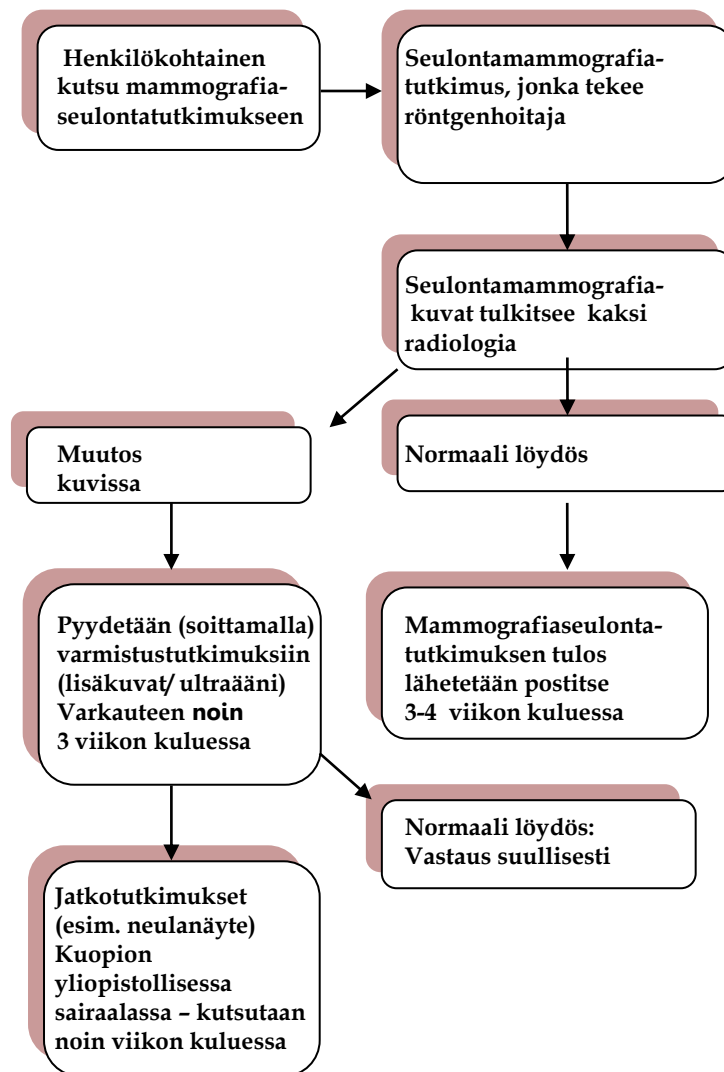 Henkilökohtainen
kutsu mammografia-
seulontatutkimukseen
Seulontamammografia-
tutkimus, jonka tekee
röntgenhoitaja
Seulontamammografia-
kuvat tulkitsee kaksi
radiologia
Muutos
kuvissa
Normaali löydös
Pyydetään (soittamalla)
varmistustutkimuksiin
(lisäkuvat/ ultraääni)
Varkauteen noin
3 viikon kuluessa
Mammografiaseulonta-
tutkimuksen tulos
lähetetään postitse
3-4 viikon kuluessa
Normaali löydös:
Vastaus suullisesti
Jatkotutkimukset
(esim. neulanäyte)
Kuopion
yliopistollisessa
sairaalassa – kutsutaan
noin viikon kuluessa